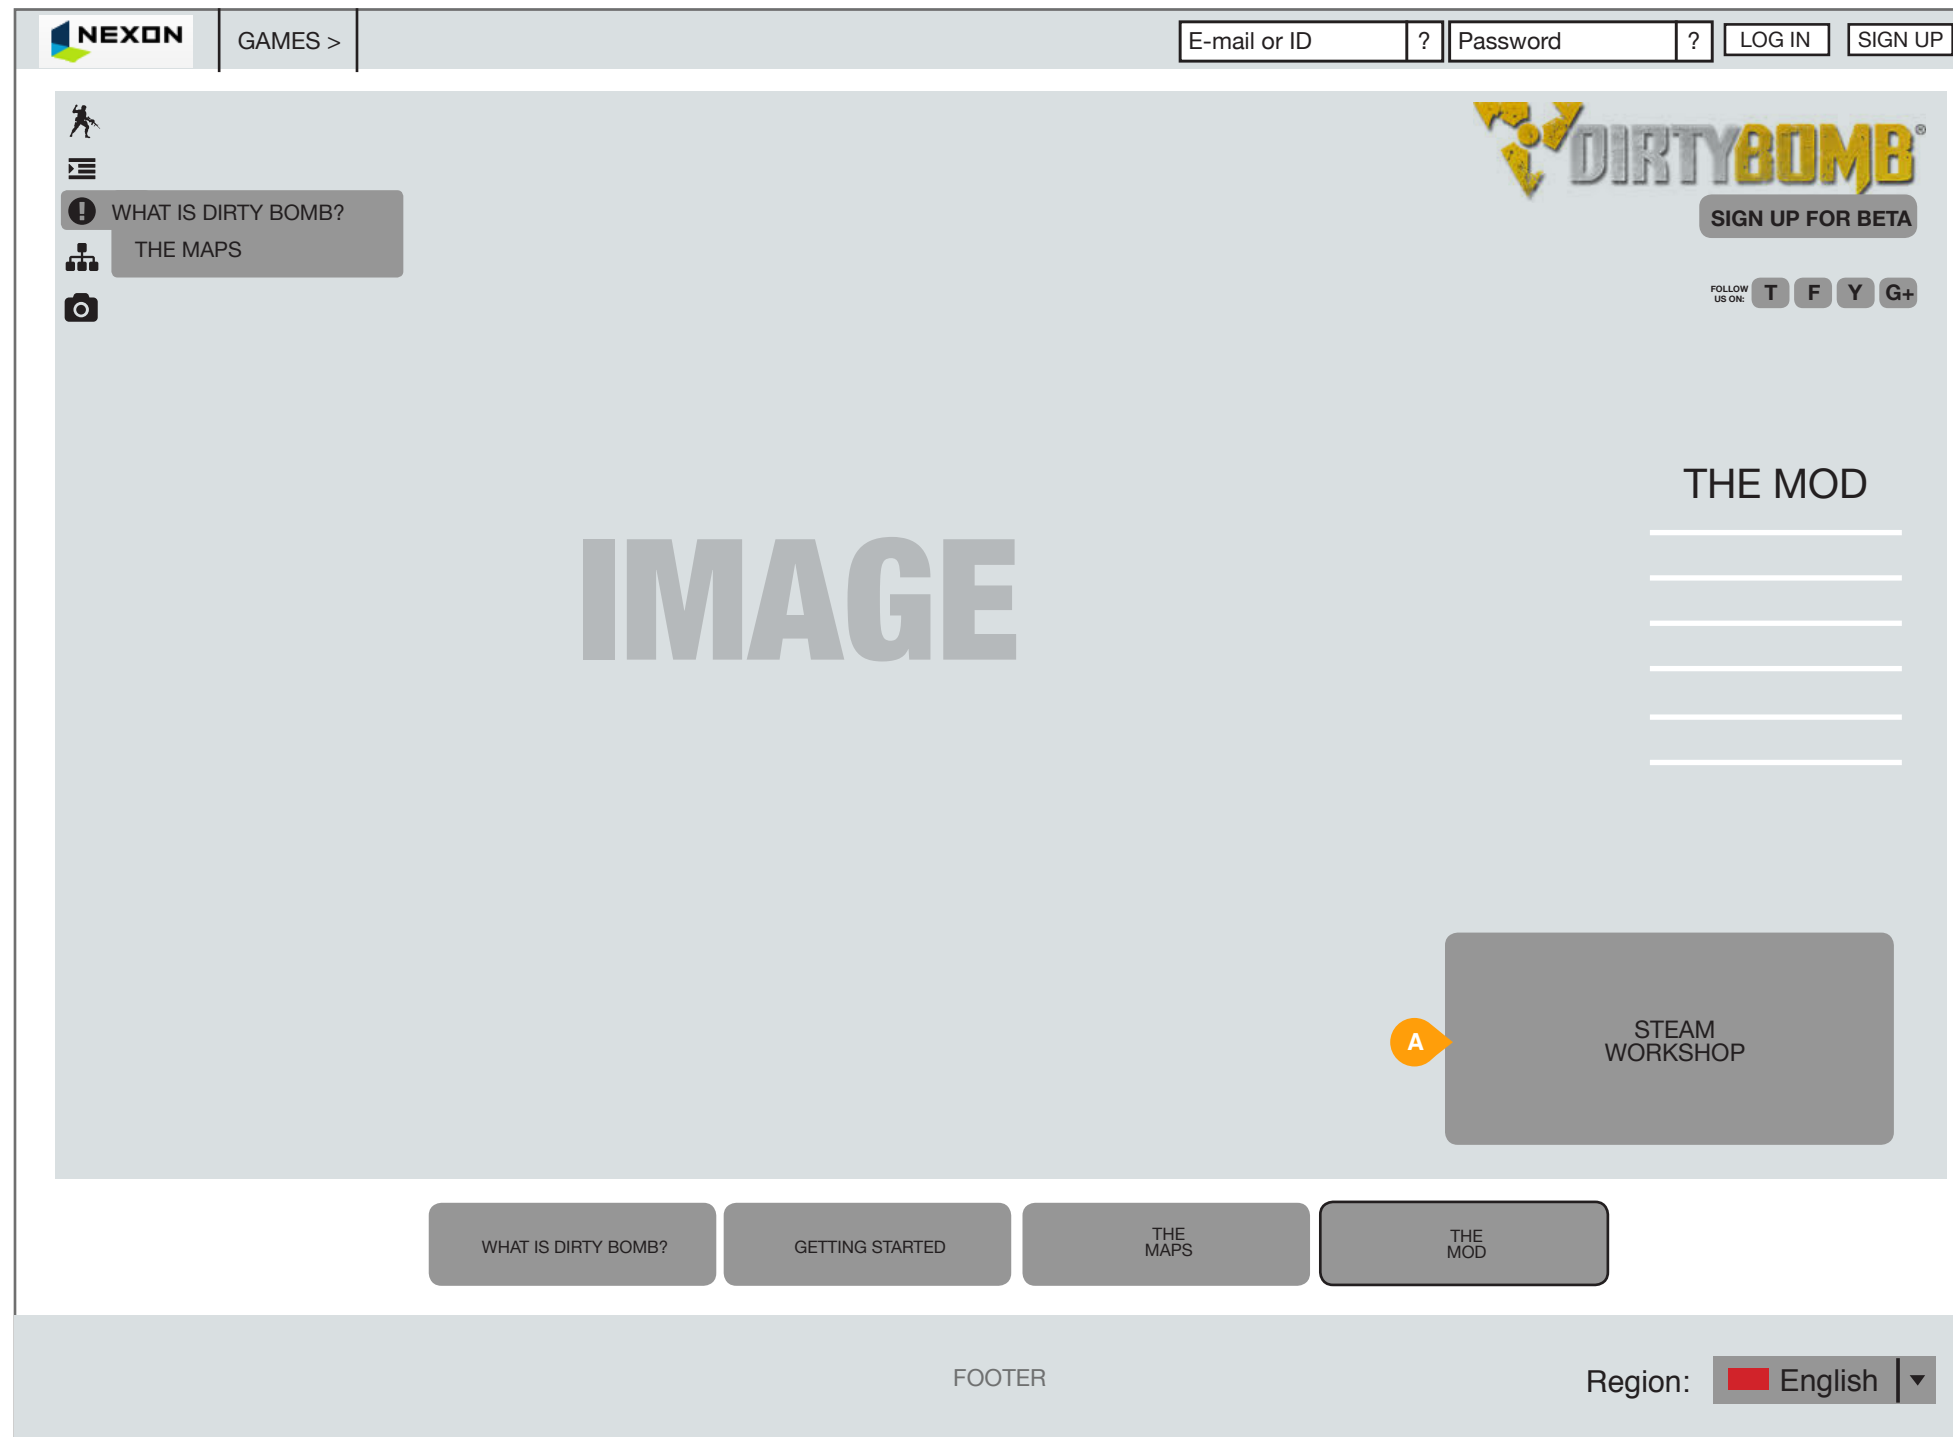 NEXON
GAMES >
E-mail or ID
?
Password
?
LOG IN
SIGN UP
DIRTYBOMB®
WHAT IS DIRTY BOMB?
THE MAPS
SIGN UP FOR BETA
FOLLOW
US ON:
T
F
Y
G+
THE MOD
IMAGE
A
STEAM
WORKSHOP
WHAT IS DIRTY BOMB?
GETTING STARTED
THE
MAPS
THE
MOD
FOOTER
Region:
English